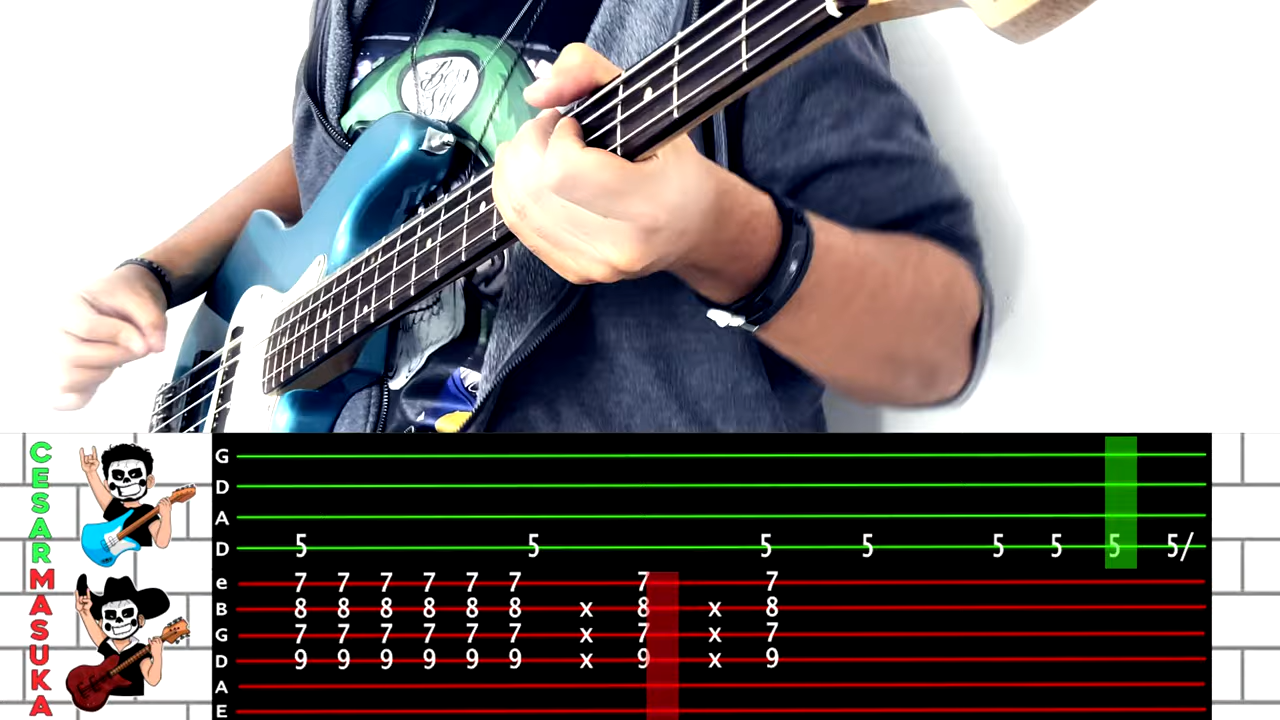 CESAR
MASUKA
G
D
A
D 5 5 5 5 5 5 5 5/
e 7 7 7 7 7 7 7 7
B 8 8 8 8 8 8 x 8 x 8
G 7 7 7 7 7 7 x 7 x 7
D 9 9 9 9 9 9 x 9 x 9
A
E